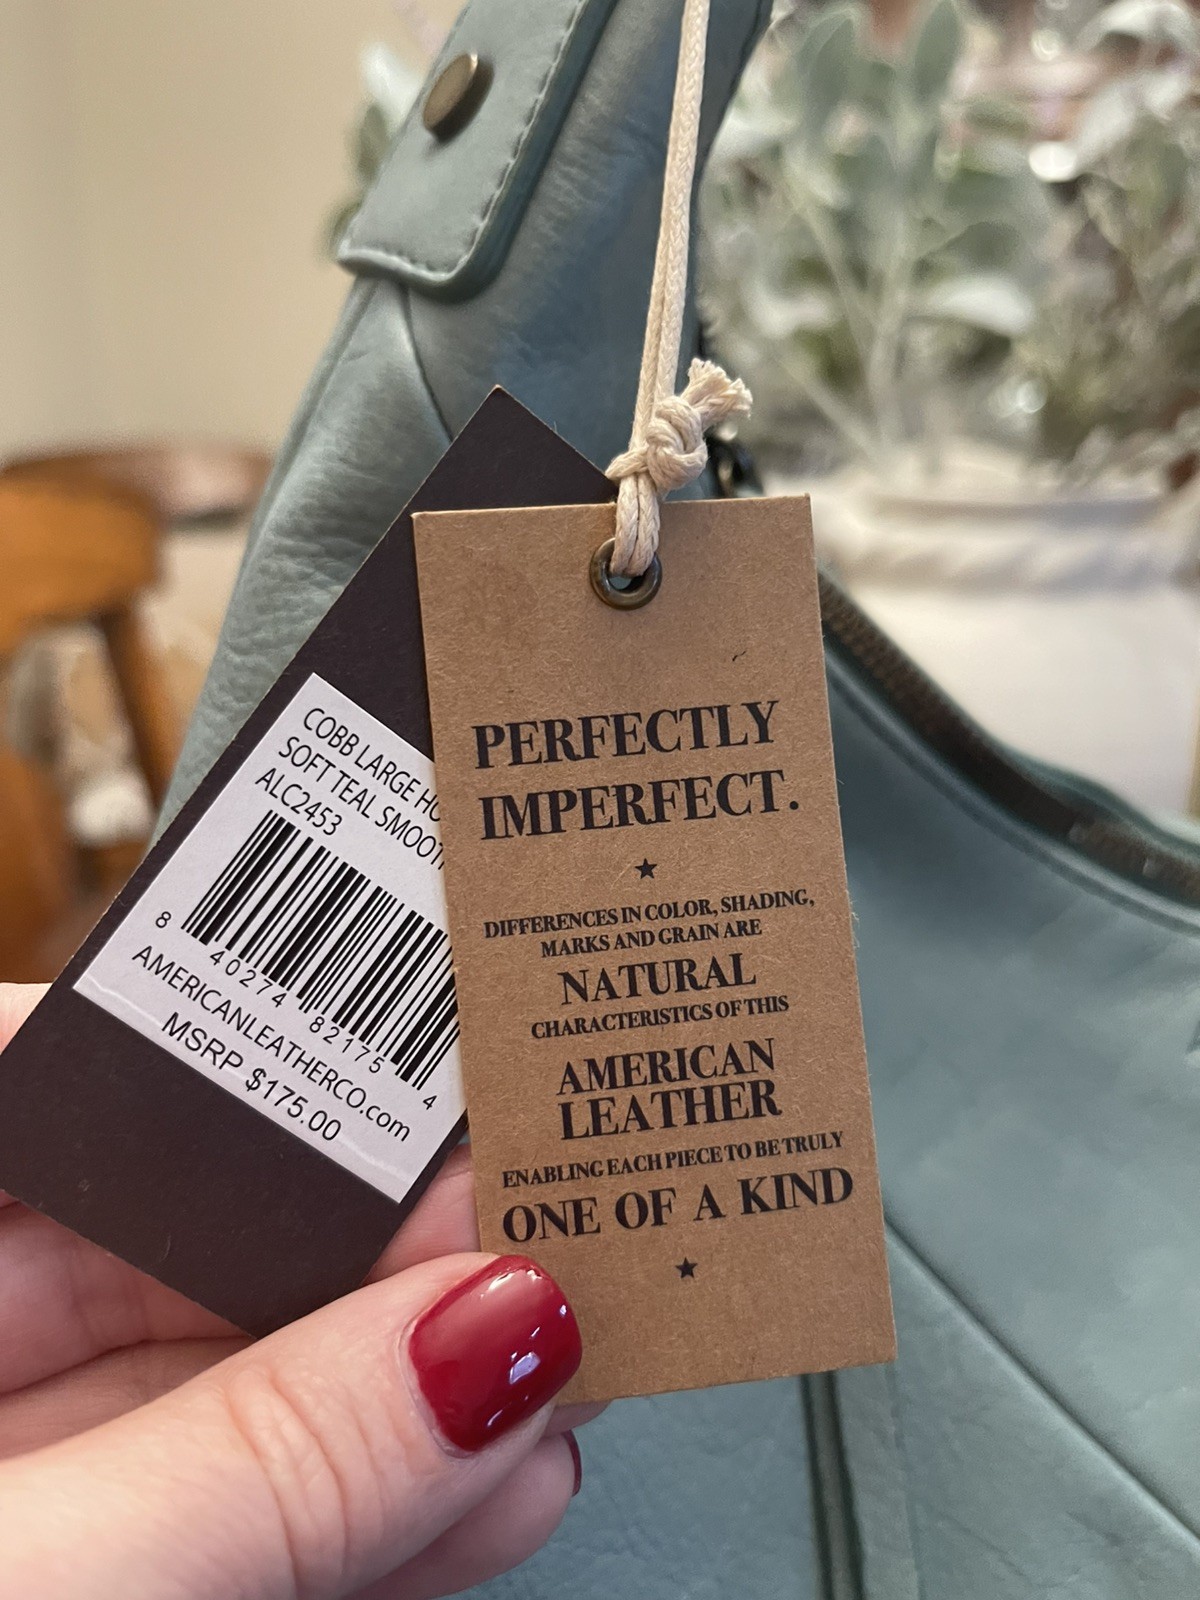 COBB LARGE HO
SOFT TEAL SMOOT
ALC2453
8 40274 82175 4
AMERICANLEATHERCO.com
MSRP $175.00
PERFECTLY
IMPERFECT.
DIFFERENCES IN COLOR, SHADING,
MARKS AND GRAIN ARE
NATURAL
CHARACTERISTICS OF THIS
AMERICAN
LEATHER
ENABLING EACH PIECE TO BE TRULY
ONE OF A KIND